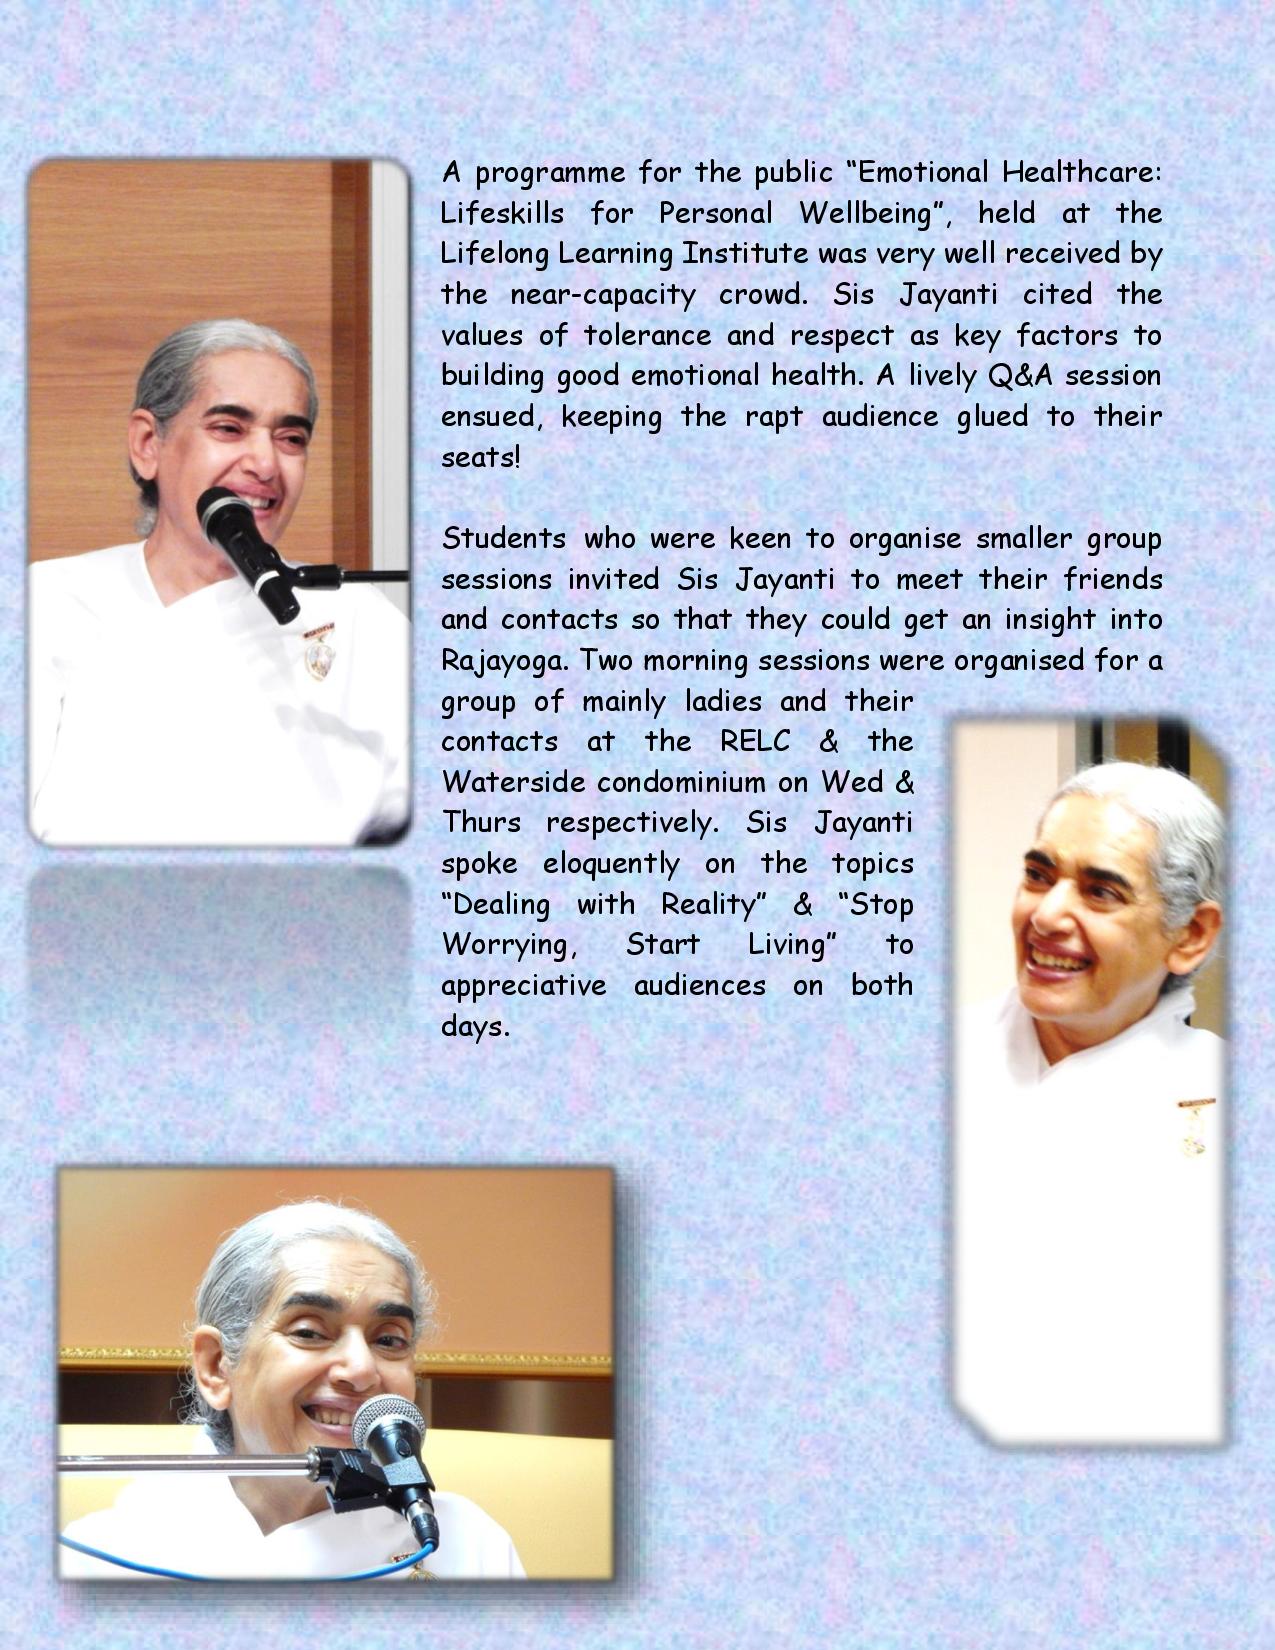 A programme for the public “Emotional Healthcare:
Lifeskills for Personal Wellbeing”, held at the
Lifelong Learning Institute was very well received by
the near-capacity crowd. Sis Jayanti cited the
values of tolerance and respect as key factors to
building good emotional health. A lively Q&A session
ensued, keeping the rapt audience glued to their
seats!
Students who were keen to organise smaller group
sessions invited Sis Jayanti to meet their friends
and contacts so that they could get an insight into
Rajayoga. Two morning sessions were organised for a
group of mainly ladies and their
contacts at the RELC & the
Waterside condominium on Wed &
Thurs respectively. Sis Jayanti
spoke eloquently on the topics
“Dealing with Reality” & “Stop
Worrying, Start Living” to
appreciative audiences on both
days.